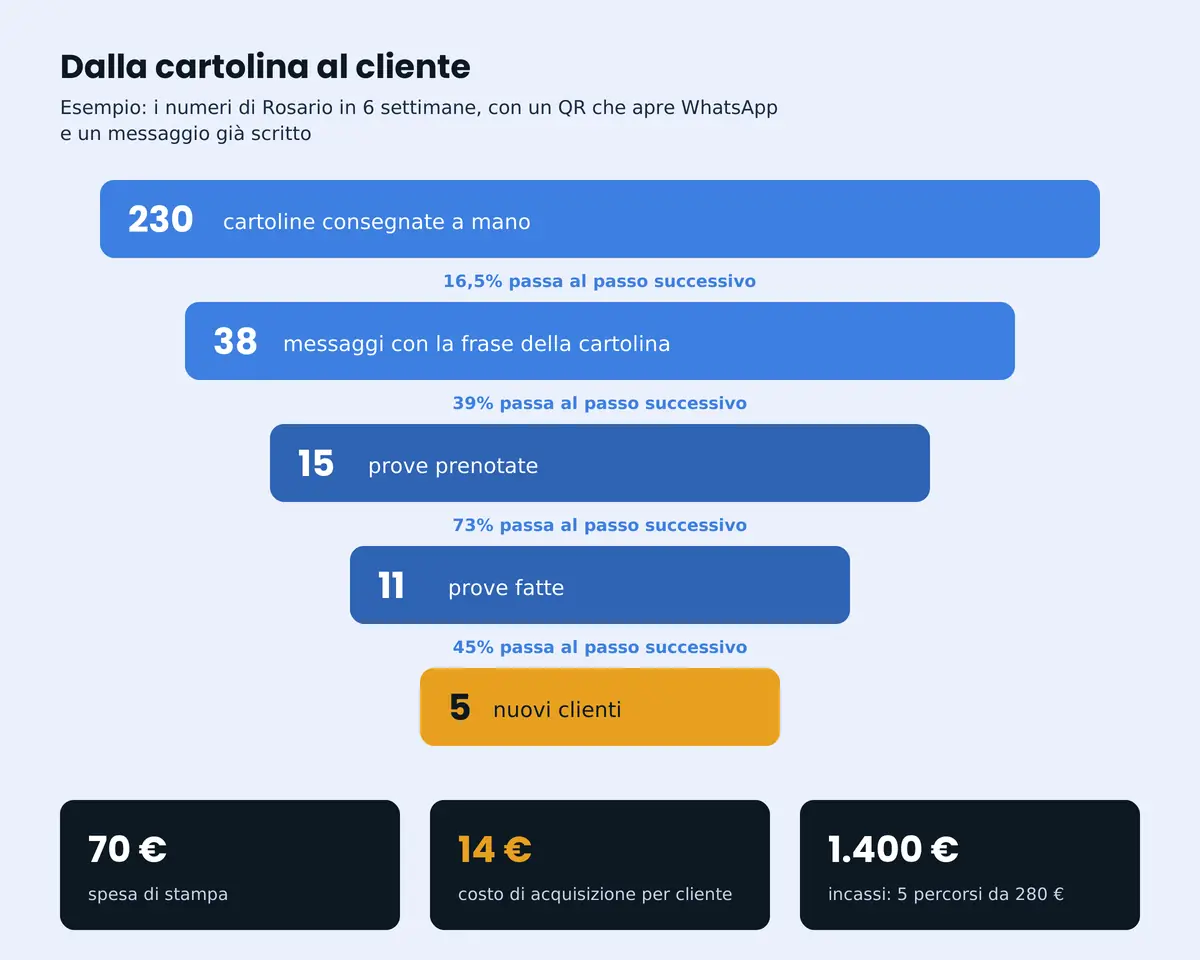 Dalla cartolina al cliente
Esempio: i numeri di Rosario in 6 settimane, con un QR che apre WhatsApp
e un messaggio già scritto
230 cartoline consegnate a mano
16,5% passa al passo successivo
38 messaggi con la frase della cartolina
39% passa al passo successivo
15 prove prenotate
73% passa al passo successivo
11 prove fatte
45% passa al passo successivo
5 nuovi clienti
70 €
spesa di stampa
14 €
costo di acquisizione per cliente
1.400 €
incassi: 5 percorsi da 280 €